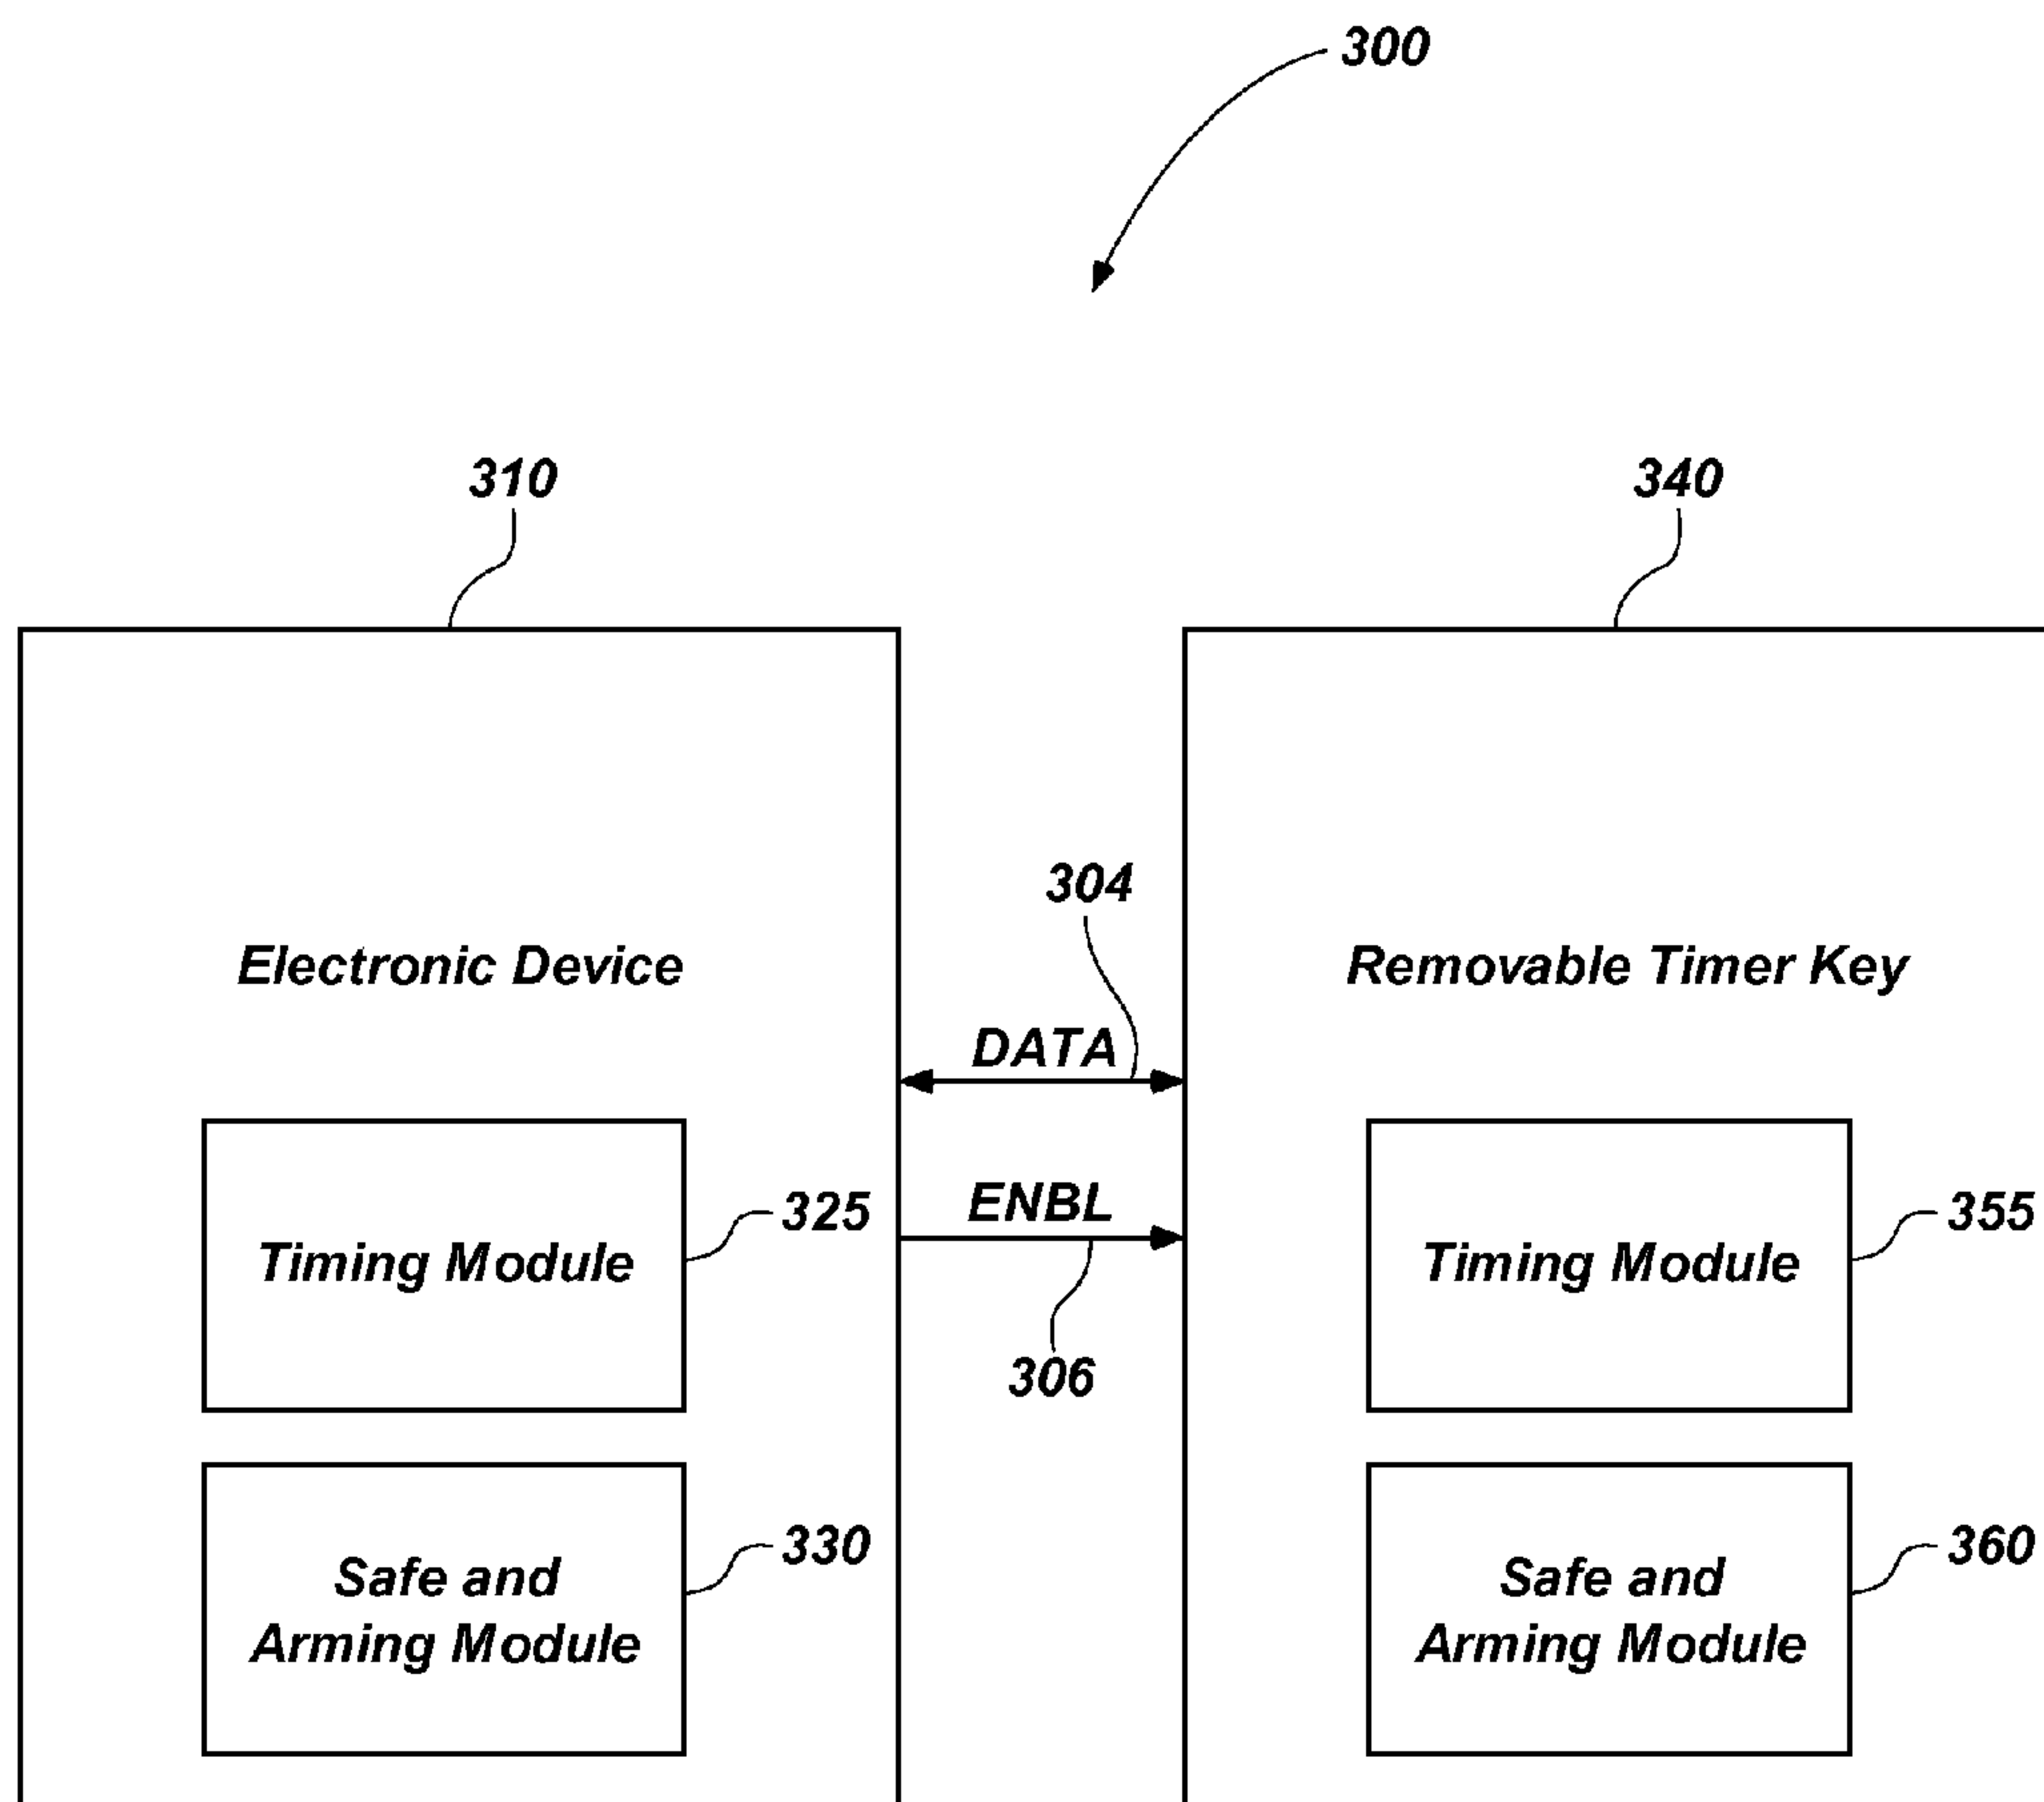 300
310
340
304
Electronic Device
Removable Timer Key
DATA
ENBL
325
355
Timing Module
Timing Module
306
330
360
Safe and
Arming Module
Safe and
Arming Module